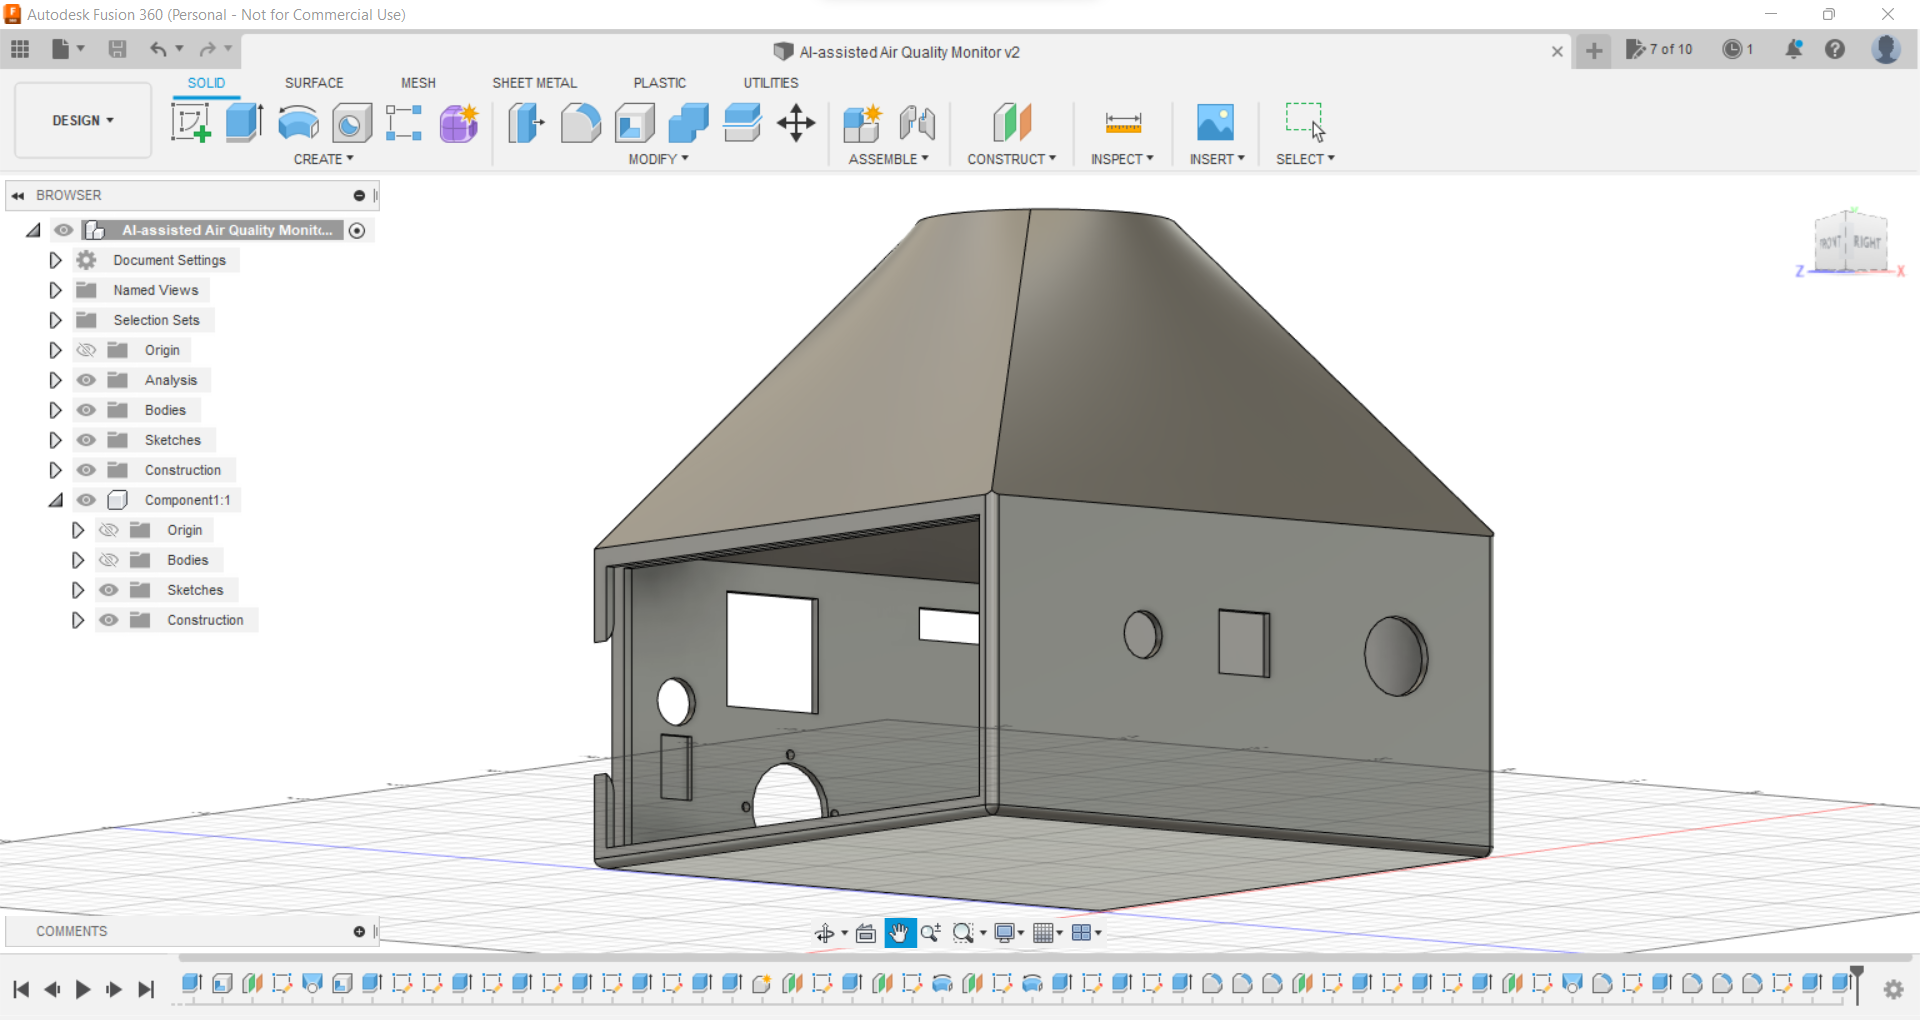 Autodesk Fusion 360 (Personal - Not for Commercial Use)
AI-assisted Air Quality Monitor v2
7 of 10
1
SOLID SURFACE MESH SHEET METAL PLASTIC UTILITIES
DESIGN
CREATE MODIFY ASSEMBLE CONSTRUCT INSPECT INSERT SELECT
BROWSER
AI-assisted Air Quality Monitc...
Document Settings
Named Views
Selection Sets
Origin
Analysis
Bodies
Sketches
Construction
Component1:1
Origin
Bodies
Sketches
Construction
FRONT RIGHT
Z X
COMMENTS